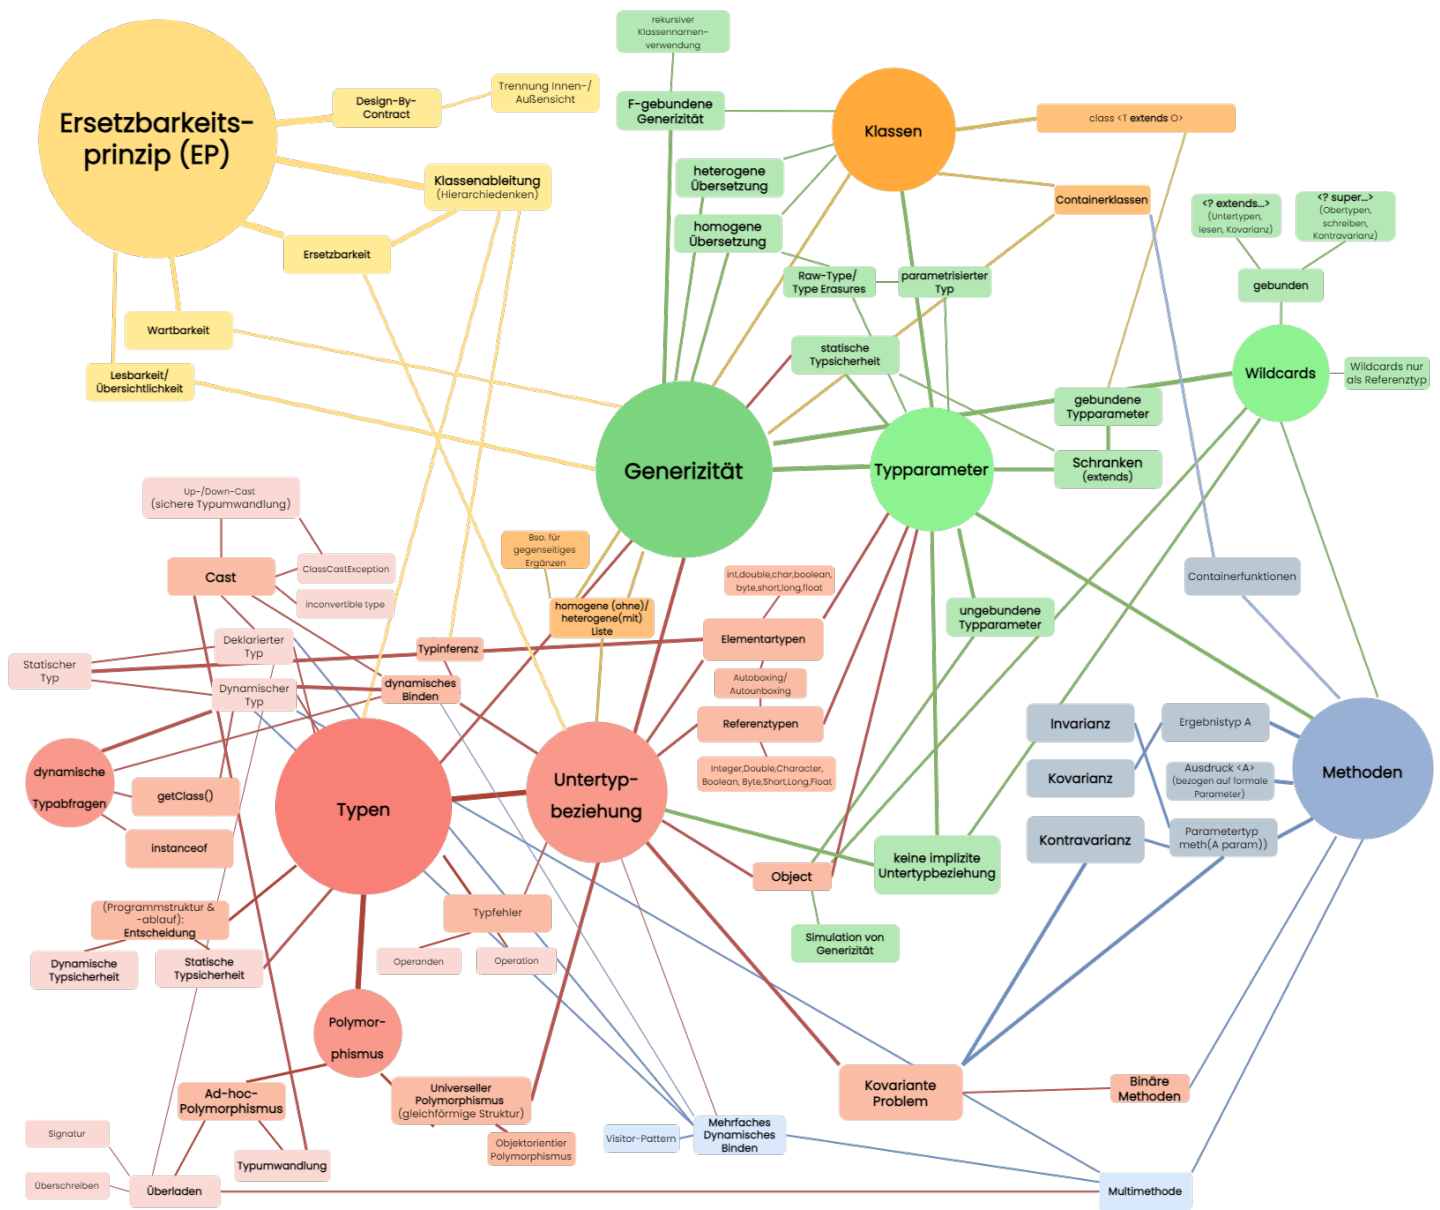 rekursiver
Klassennamen-
verwendung
Ersetzbarkeits-
prinzip (EP)
Design-By-
Contract
Trennung Innen-/
Außensicht
F-gebundene
Generizität
Klassen
class <T extends O>
Klassenableitung
(Hierarchiedenken)
heterogene
Übersetzung
Containerklassen
<? extends...>
(Untertypen,
lesen, Kovarianz)
<? super...>
(Obertypen,
schreiben,
Kontravarianz)
homogene
Übersetzung
Ersetzbarkeit
Raw-Type/
Type Erasures
parametrisierter
Typ
gebunden
Wartbarkeit
statische
Typsicherheit
Wildcards
Wildcards nur
als Referenztyp
Lesbarkeit/
Übersichtlichkeit
gebundene
Typparameter
Generizität
Typparameter
Schranken
(extends)
Up-/Down-Cast
(sichere Typumwandlung)
Bso. für
gegenseitiges
Ergänzen
Cast
ClassCastException
int,double,char,boolean,
byte,short,long,float
Containerfunktionen
inconvertible type
homogene (ohne)/
heterogene(mit)
Liste
ungebundene
Typparameter
Deklarierter
Typ
Typinferenz
Elementartypen
Statischer
Typ
Dynamischer
Typ
dynamisches
Binden
Autoboxing/
Autounboxing
Referenztypen
Invarianz
Ergebnistyp A
dynamische
Typabfragen
getClass()
Typen
Untertyp-
beziehung
Integer,Double,Character,
Boolean, Byte,Short,Long,Float
Kovarianz
Ausdruck <A>
(bezogen auf formale
Parameter)
Methoden
instanceof
Kontravarianz
Parametertyp
meth(A param))
keine implizite
Untertypbeziehung
Object
(Programmstruktur &
-ablauf):
Entscheidung
Typfehler
Simulation von
Generizität
Dynamische
Typsicherheit
Statische
Typsicherheit
Operanden
Operation
Polymor-
phismus
Ad-hoc-
Polymorphismus
Universeller
Polymorphismus
(gleichförmige Struktur)
Kovariante
Problem
Binäre
Methoden
Signatur
Objektorientier
Polymorphismus
Visitor-Pattern
Mehrfaches
Dynamisches
Binden
Typumwandlung
Überschreiben
Überladen
Multimethode